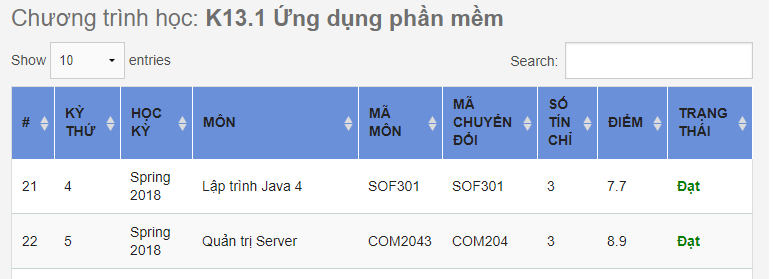 Chương trình học: K13.1 Ứng dụng phần mềm
Show 10 entries Search:
# KỲ THỨ HỌC KỲ MÔN MÃ MÔN MÃ CHUYỂN ĐỔI SỐ TÍN CHỈ ĐIỂM TRẠNG THÁI
21 4 Spring 2018 Lập trình Java 4 SOF301 SOF301 3 7.7 Đạt
22 5 Spring 2018 Quản trị Server COM2043 COM204 3 8.9 Đạt